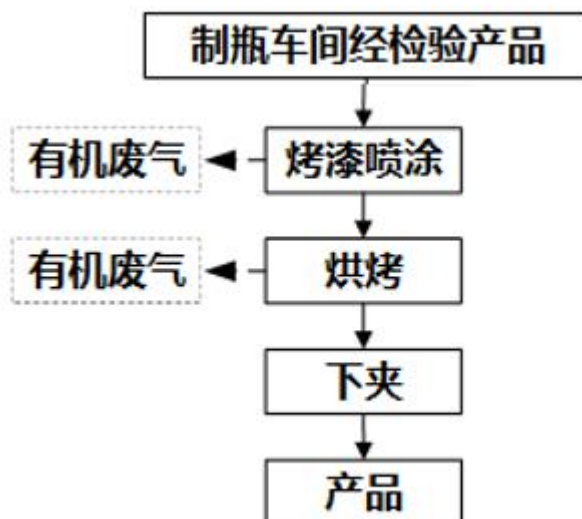 制瓶车间经检验产品
有机废气
烤漆喷涂
有机废气
烘烤
下夹
产品